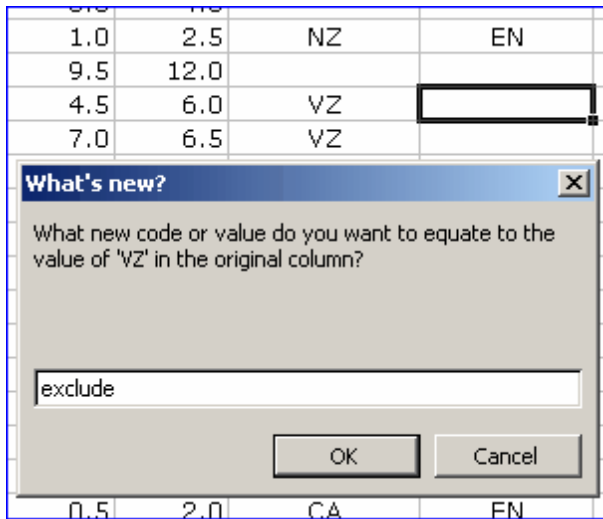 1.0 2.5 NZ EN
9.5 12.0
4.5 6.0 VZ
7.0 6.5 VZ
What's new?
What new code or value do you want to equate to the
value of 'VZ' in the original column?
exclude
OK Cancel
0.5 2.0 CA EN